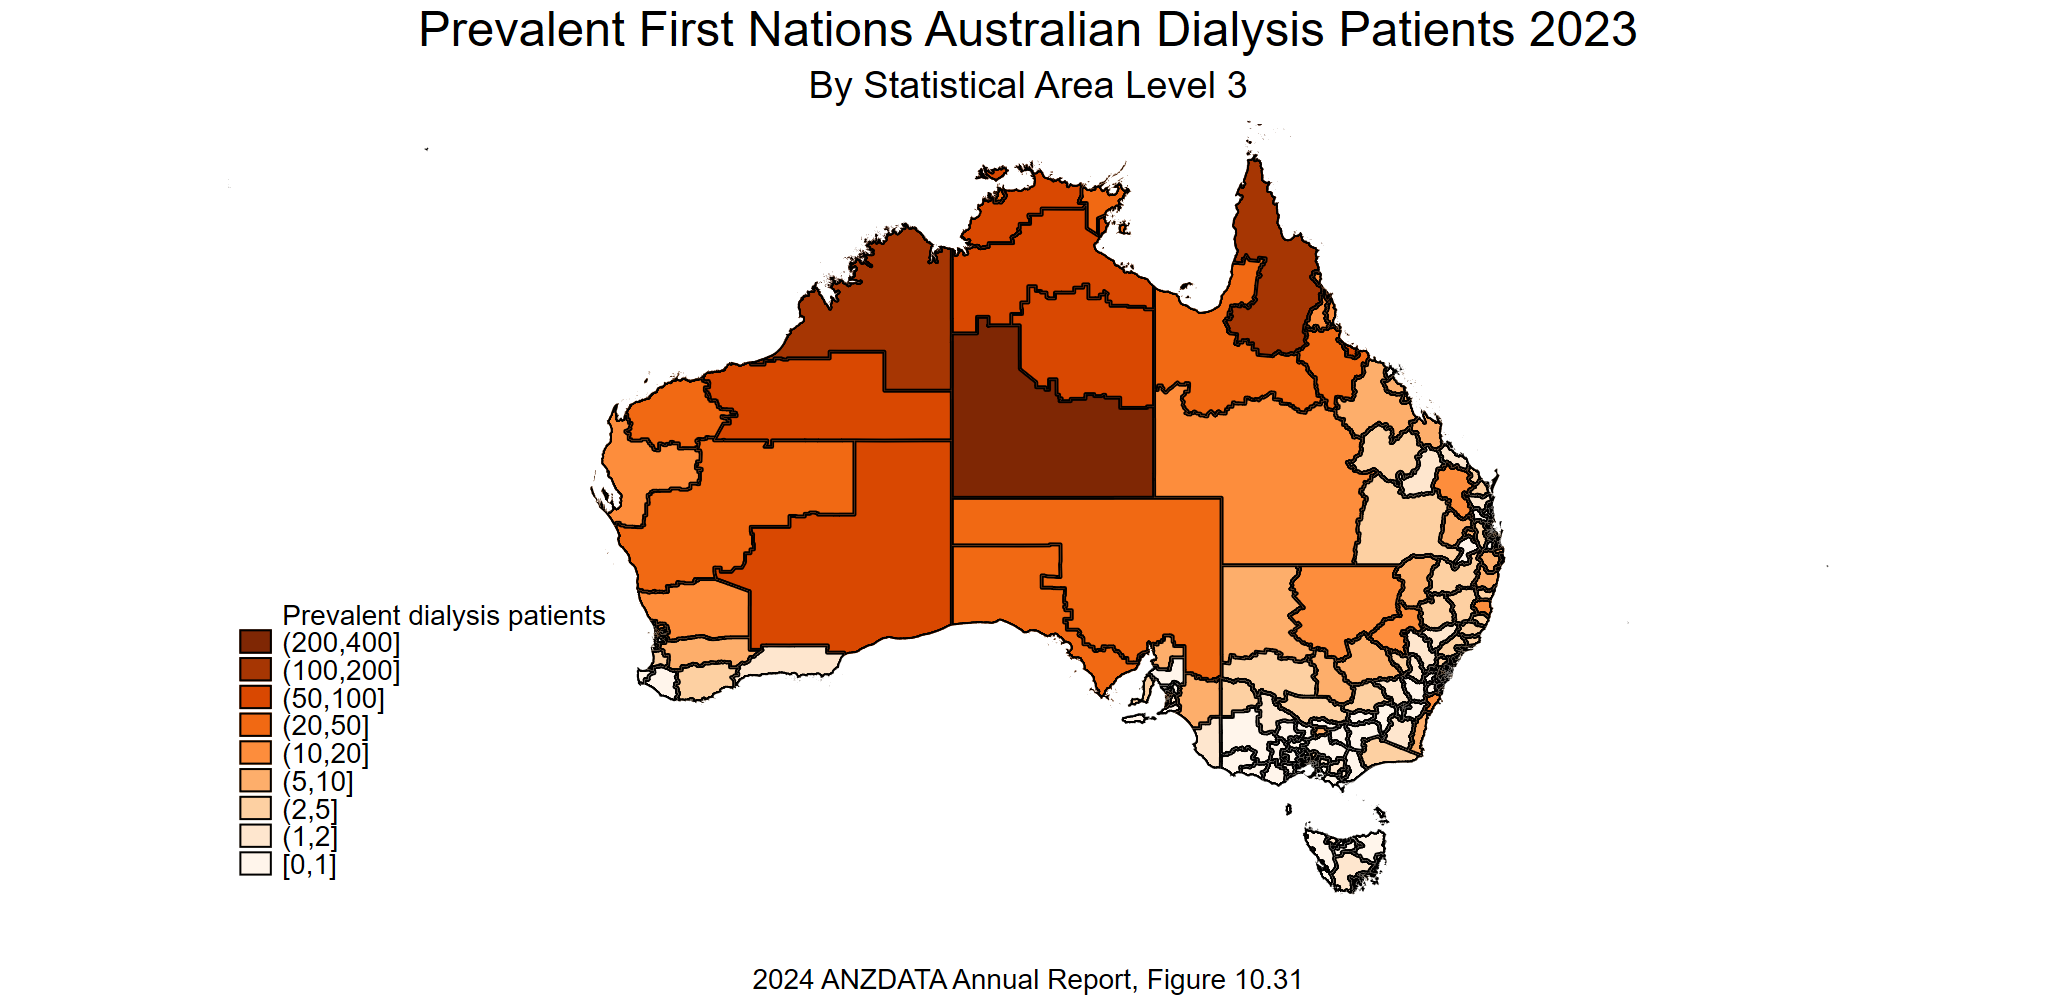 Prevalent First Nations Australian Dialysis Patients 2023
By Statistical Area Level 3
Prevalent dialysis patients
(200,400]
(100,200]
(50,100]
(20,50]
(10,20]
(5,10]
(2,5]
(1,2]
[0,1]
2024 ANZDATA Annual Report, Figure 10.31